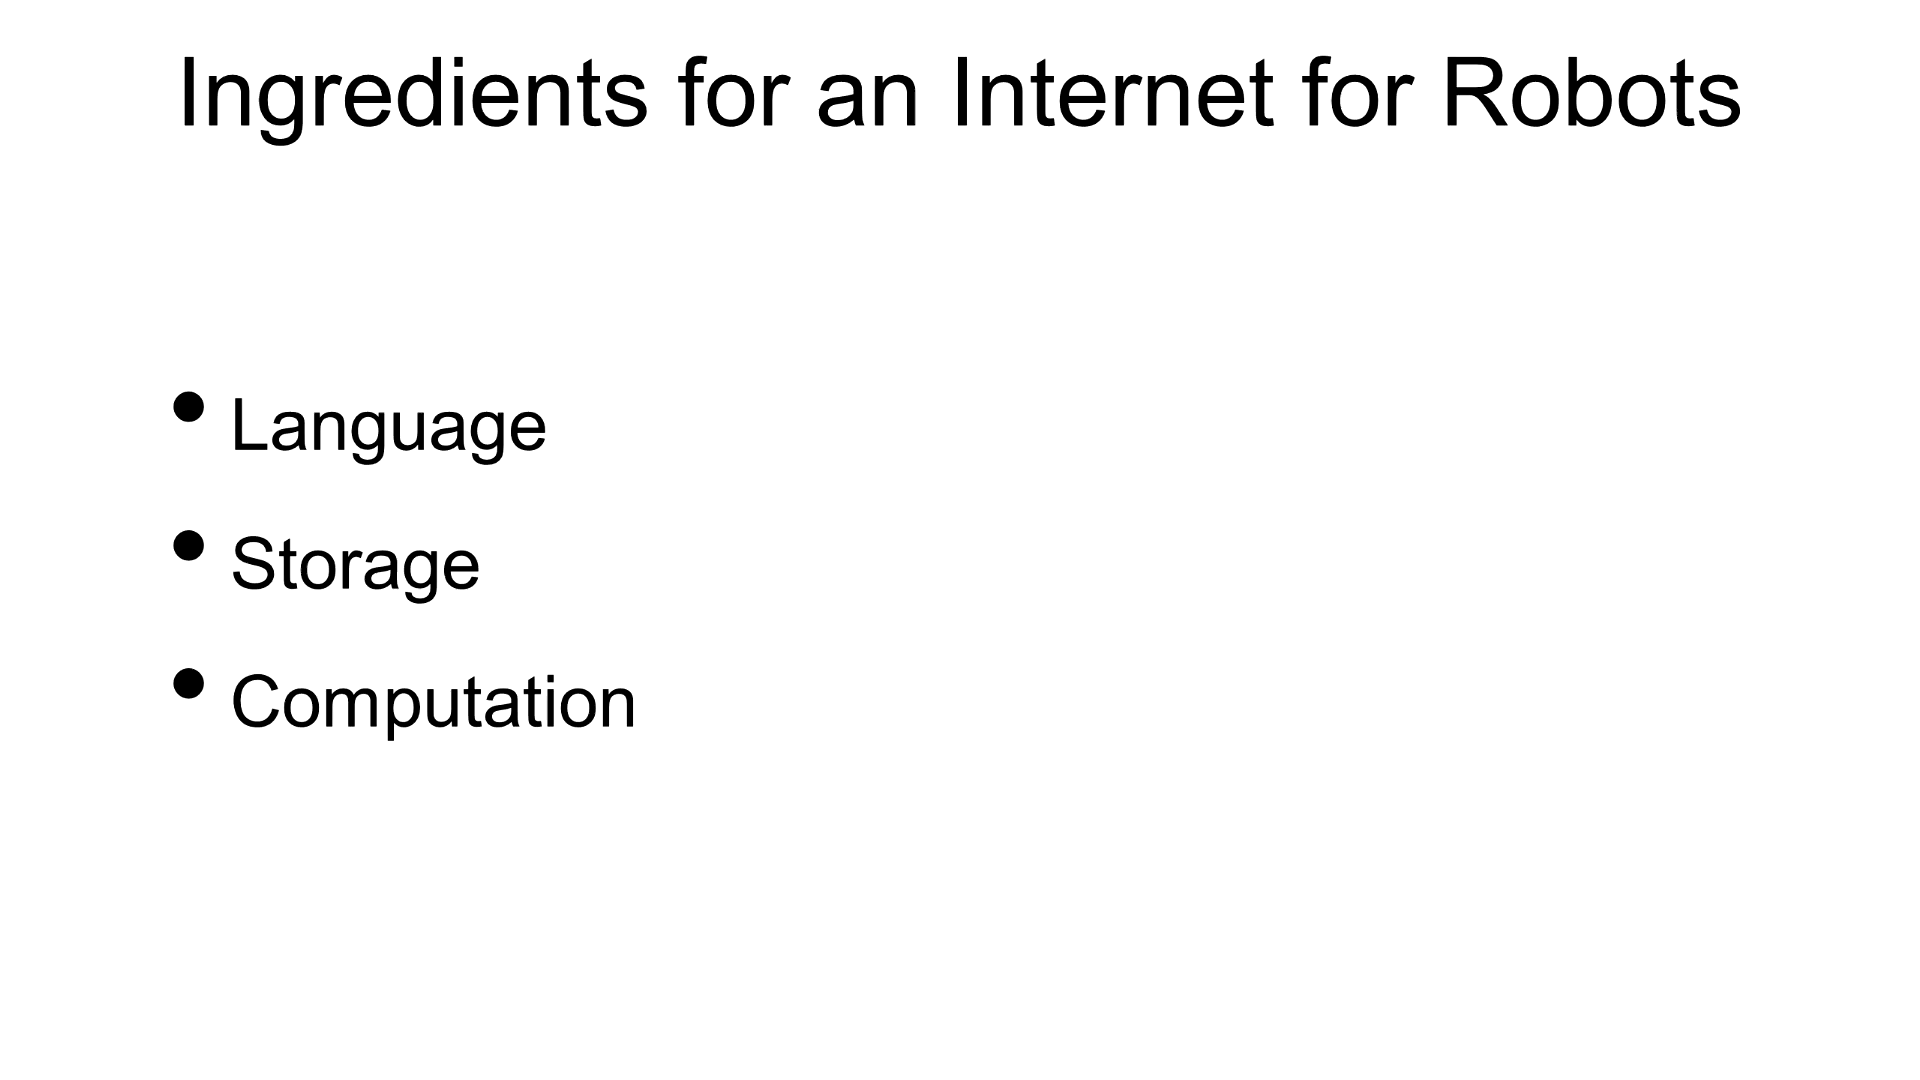 Ingredients for an Internet for Robots
• Language
• Storage
• Computation